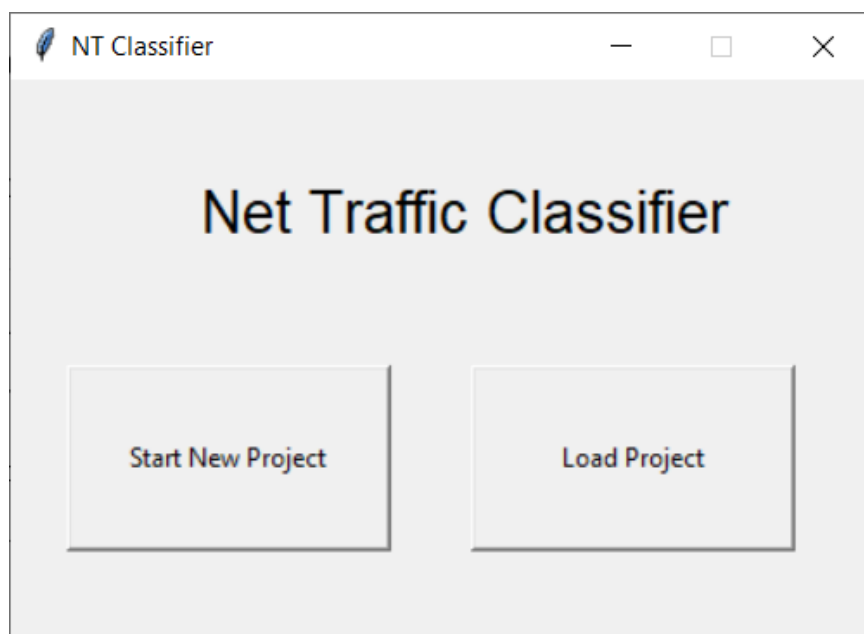 NT Classifier
Net Traffic Classifier
Start New Project
Load Project